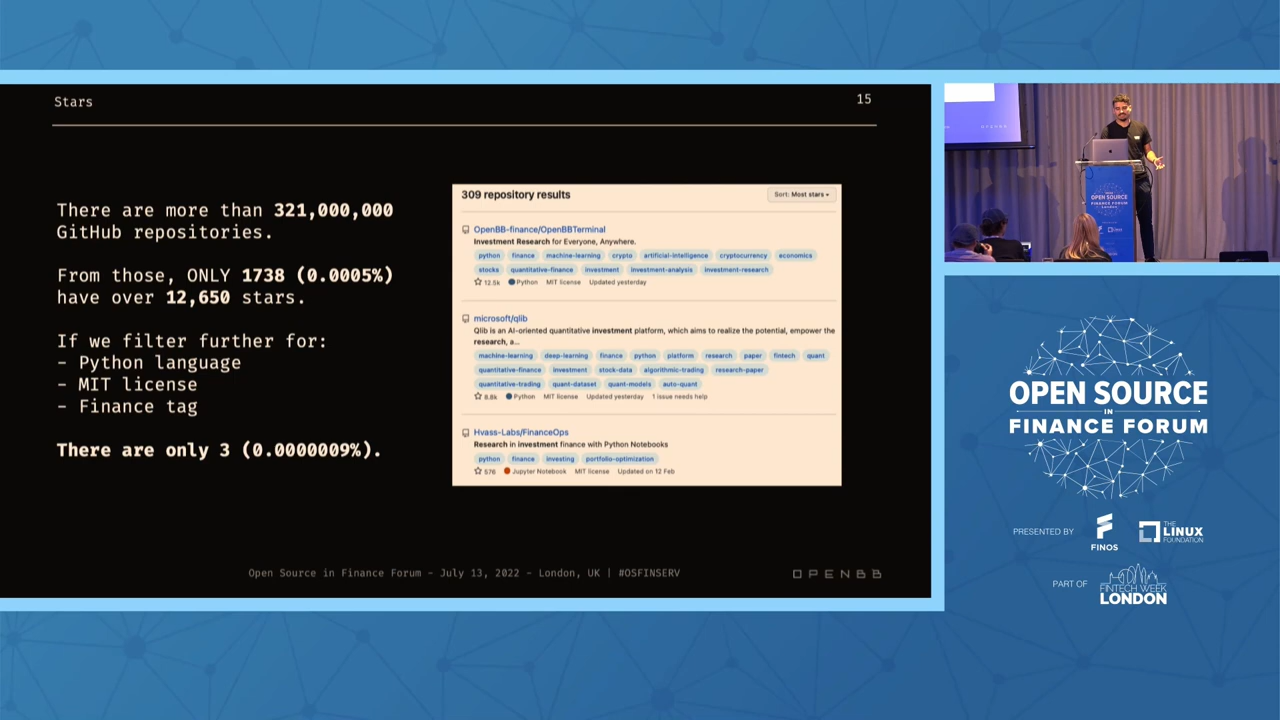 Stars
15
There are more than 321,000,000
GitHub repositories.
From those, ONLY 1738 (0.0005%)
have over 12,650 stars.
If we filter further for:
- Python language
- MIT license
- Finance tag
There are only 3 (0.0000009%).
309 repository results
Sort: Most stars
OpenBB-finance/OpenBBTerminal
Investment Research for Everyone, Anywhere.
python finance machine-learning crypto artificial-intelligence cryptocurrency economics
stocks quantitative-finance investment investment-analysis investment-research
12.5k Python MIT license Updated yesterday
microsoft/qlib
Qlib is an AI-oriented quantitative investment platform, which aims to realize the potential, empower the
research, a...
machine-learning deep-learning finance python platform research paper fintech quant
quantitative-finance investment stock-data algorithmic-trading research-paper
quantitative-trading quant-dataset quant-models auto-quant
8.8k Python MIT license Updated yesterday 1 issue needs help
Hvass-Labs/FinanceOps
Research in investment finance with Python Notebooks
python finance investing portfolio-optimization
576 Jupyter Notebook MIT license Updated on 12 Feb
Open Source in Finance Forum - July 13, 2022 - London, UK | #OSFINSERV
OPENBB
OPEN SOURCE
FINANCE FORUM
OPEN SOURCE
IN
FINANCE FORUM
PRESENTED BY
FINOS
THE
LINUX
FOUNDATION
PART OF
FINTECH WEEK
LONDON